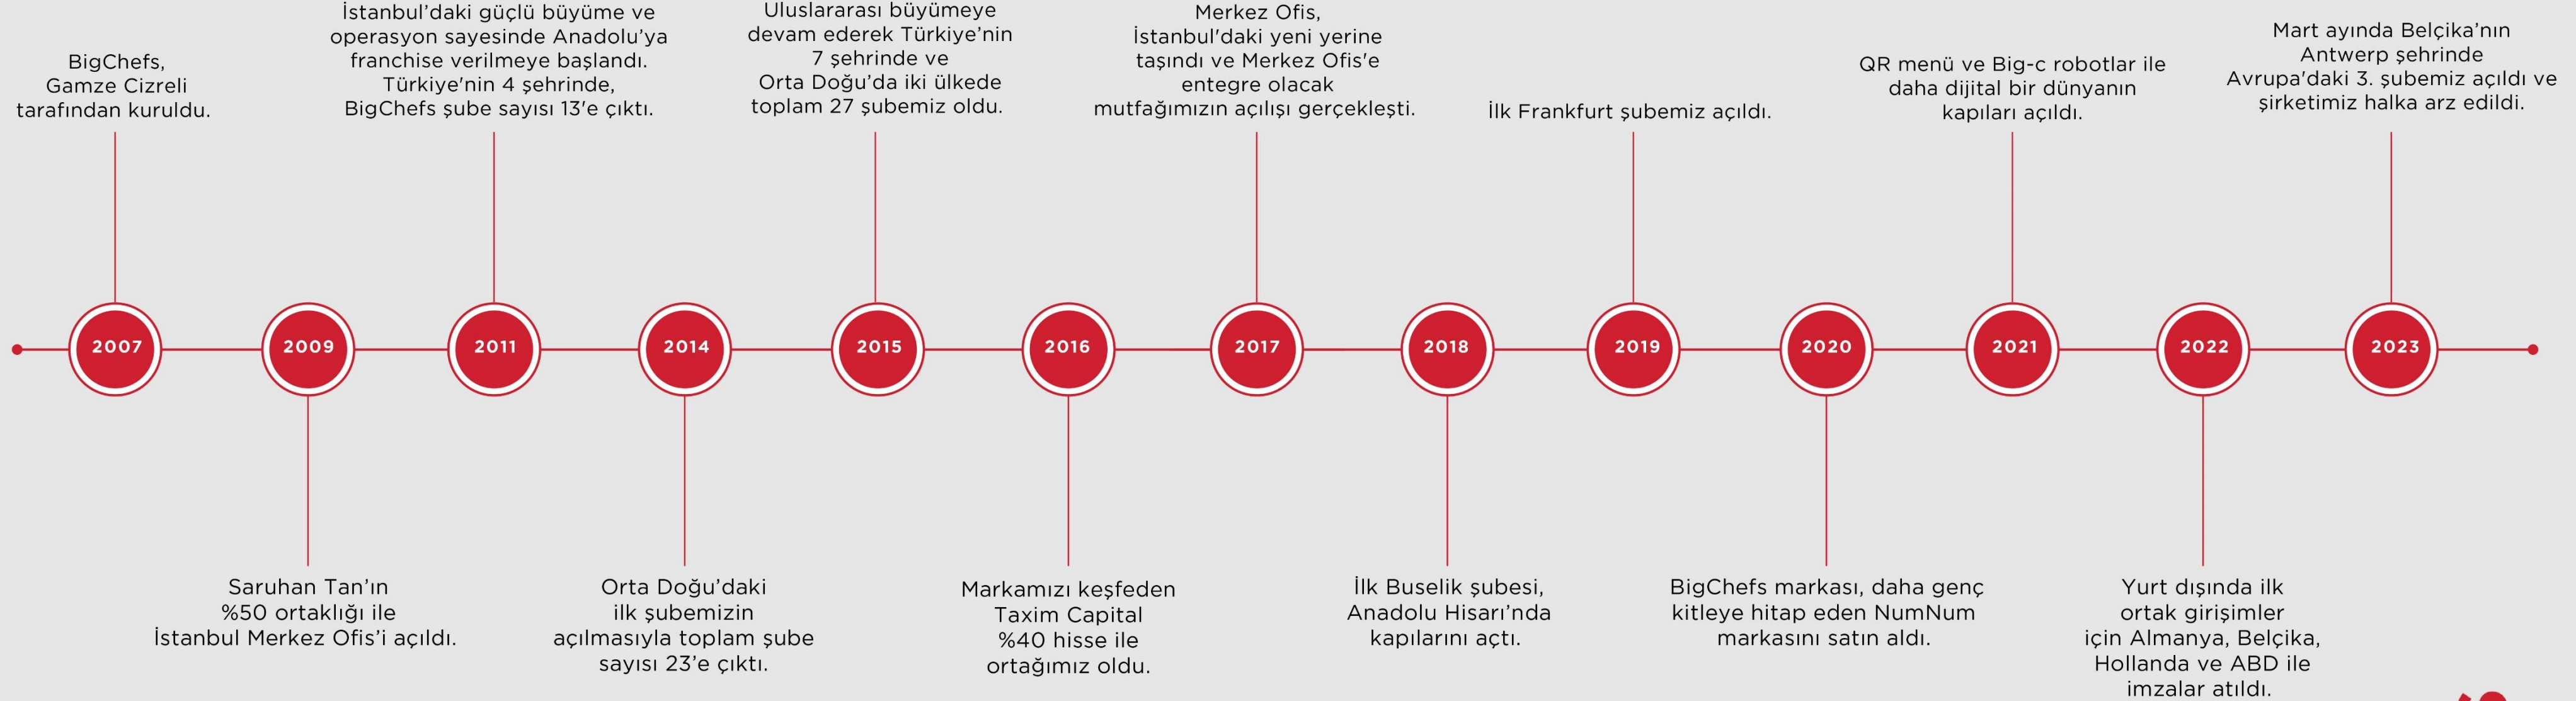 BigChefs,
Gamze Cizreli
tarafından kuruldu.
İstanbul’daki güçlü büyüme ve
operasyon sayesinde Anadolu’ya
franchise verilmeye başlandı.
Türkiye'nin 4 şehrinde,
BigChefs şube sayısı 13'e çıktı.
Uluslararası büyümeye
devam ederek Türkiye’nin
7 şehrinde ve
Orta Doğu’da iki ülkede
toplam 27 şubemiz oldu.
Merkez Ofis,
İstanbul'daki yeni yerine
taşındı ve Merkez Ofis'e
entegre olacak
mutfağımızın açılışı gerçekleşti.
İlk Frankfurt şubemiz açıldı.
QR menü ve Big-c robotlar ile
daha dijital bir dünyanın
kapıları açıldı.
Mart ayında Belçika’nın
Antwerp şehrinde
Avrupa'daki 3. şubemiz açıldı ve
şirketimiz halka arz edildi.
2007
2009
2011
2014
2015
2016
2017
2018
2019
2020
2021
2022
2023
Saruhan Tan’ın
%50 ortaklığı ile
İstanbul Merkez Ofis’i açıldı.
Orta Doğu’daki
ilk şubemizin
açılmasıyla toplam şube
sayısı 23’e çıktı.
Markamızı keşfeden
Taxim Capital
%40 hisse ile
ortağımız oldu.
İlk Buselik şubesi,
Anadolu Hisarı’nda
kapılarını açtı.
BigChefs markası, daha genç
kitleye hitap eden NumNum
markasını satın aldı.
Yurt dışında ilk
ortak girişimler
için Almanya, Belçika,
Hollanda ve ABD ile
imzalar atıldı.